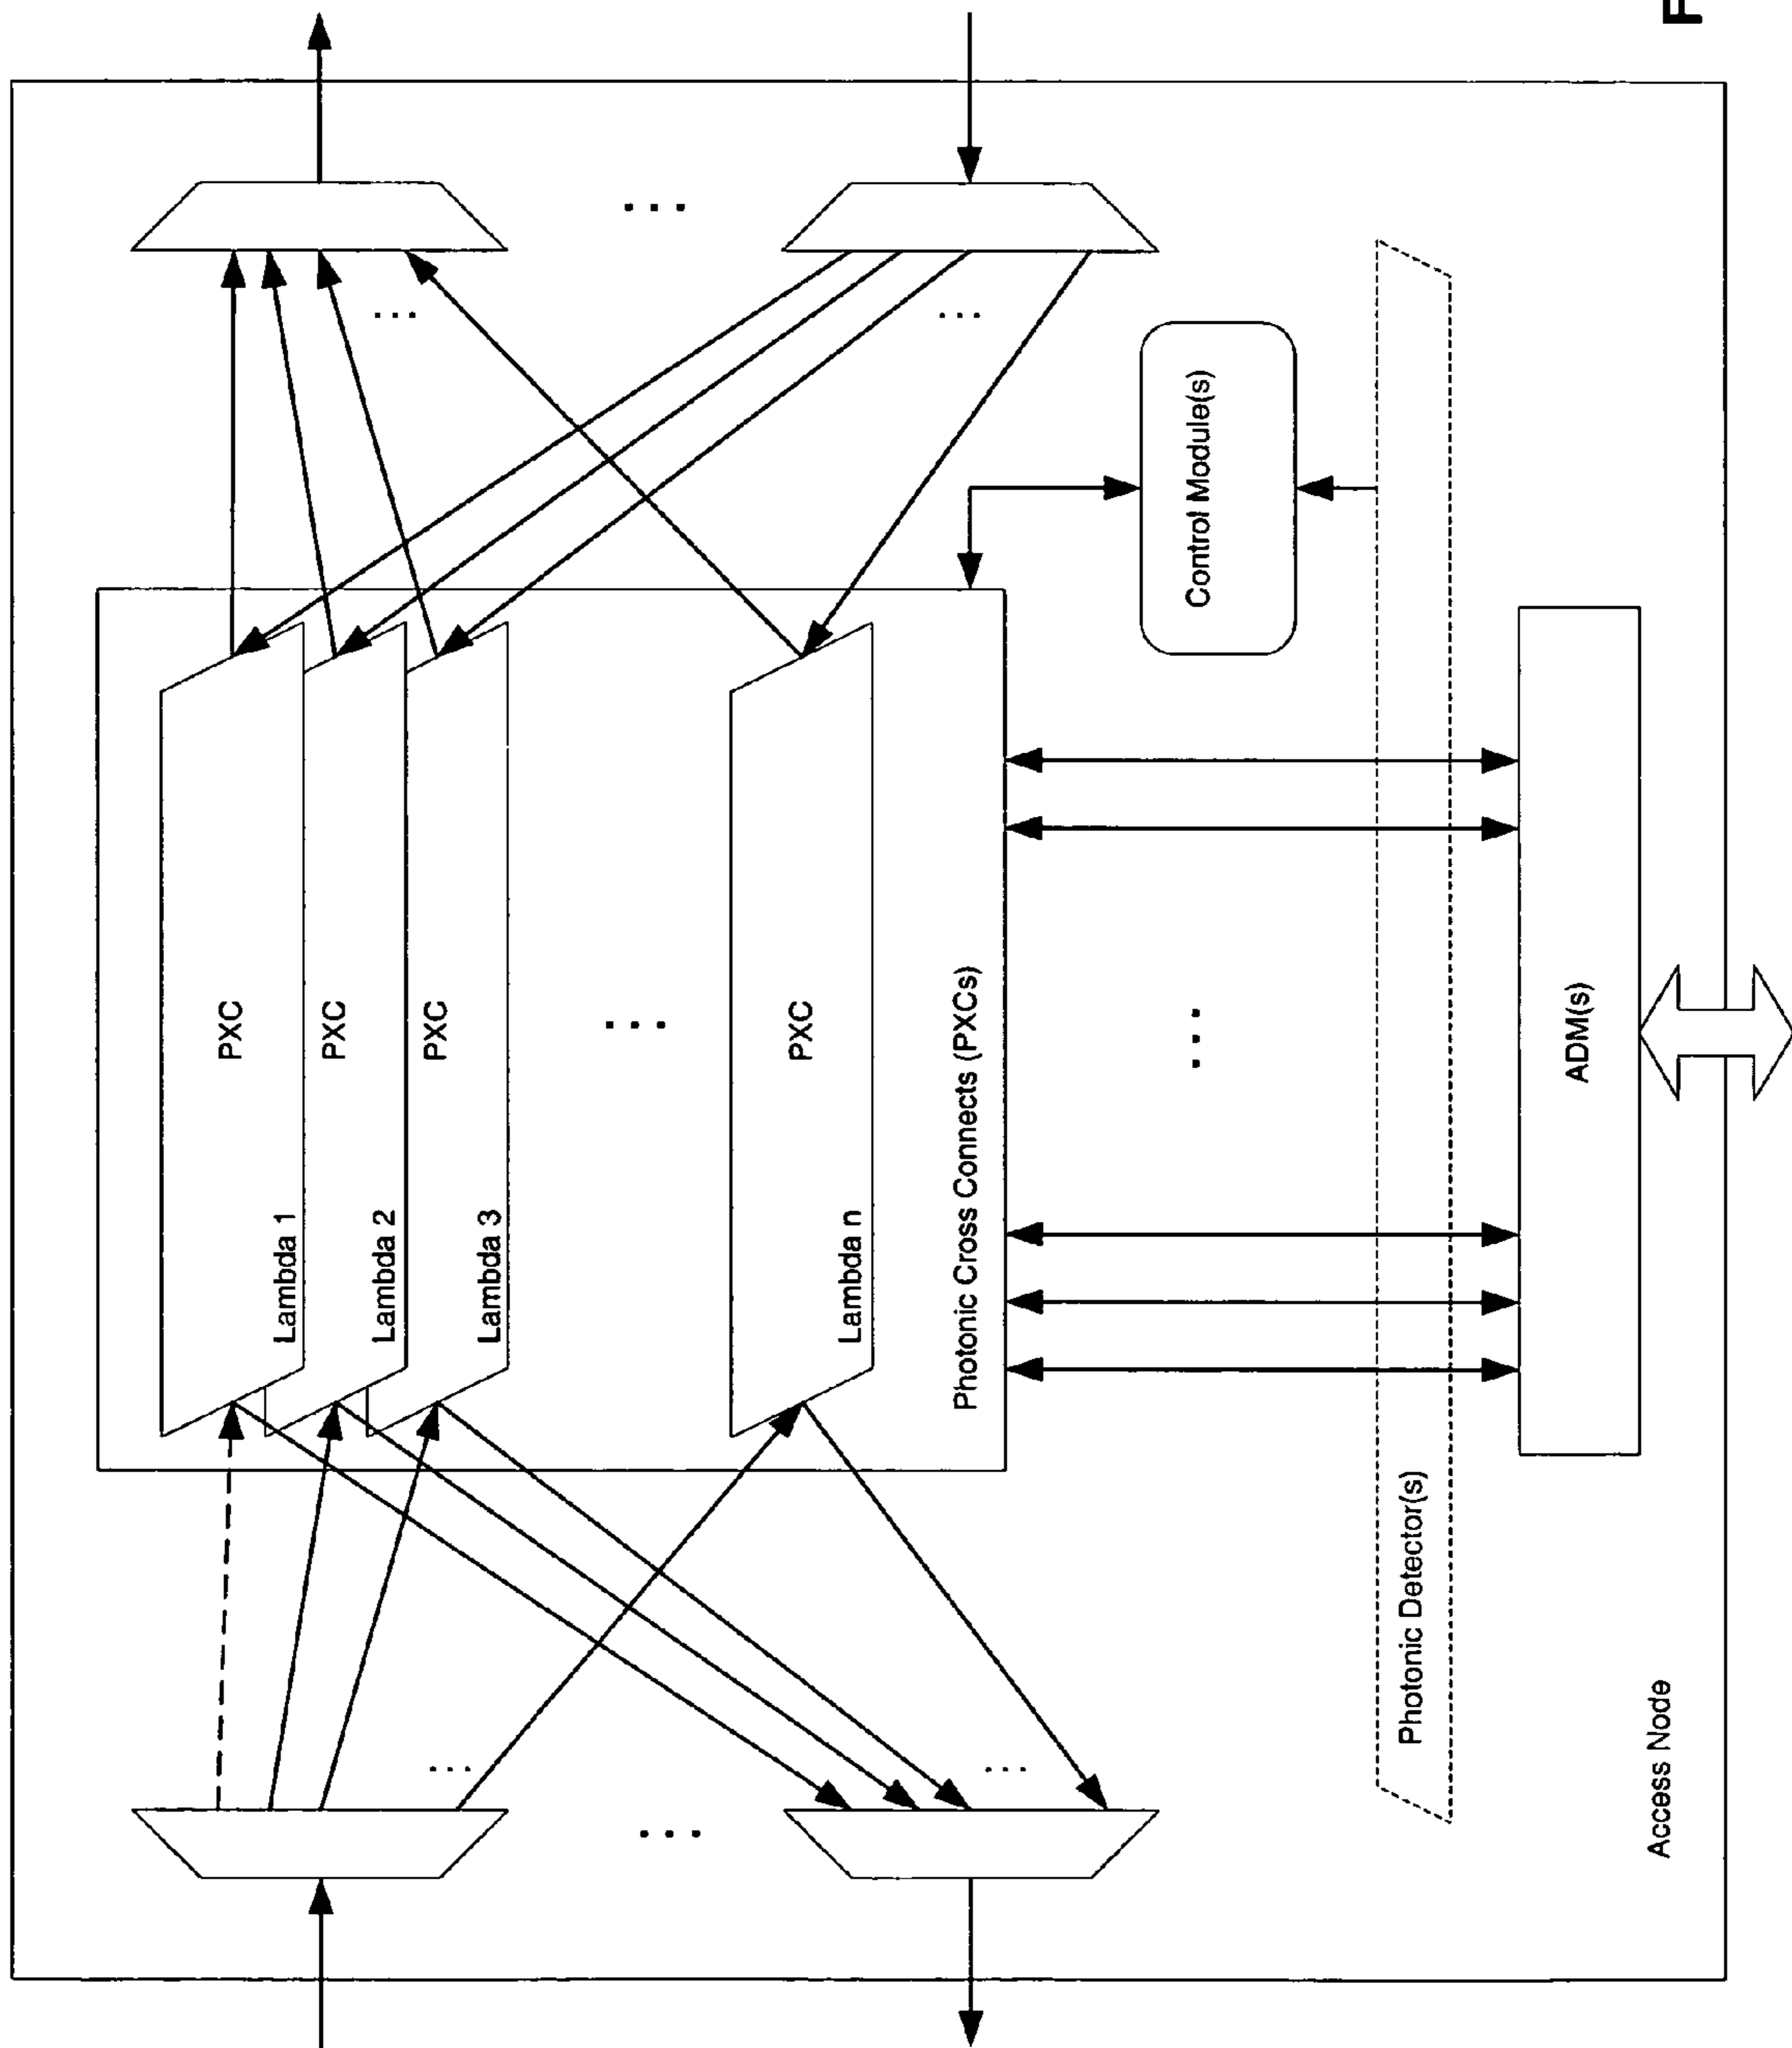 PXC
Lambda 1
PXC
Lambda 2
PXC
Lambda 3
...
PXC
Lambda n
Photonic Cross Connects (PXCs)
Control Module(s)
Photonic Detector(s)
ADM(s)
Access Node
F